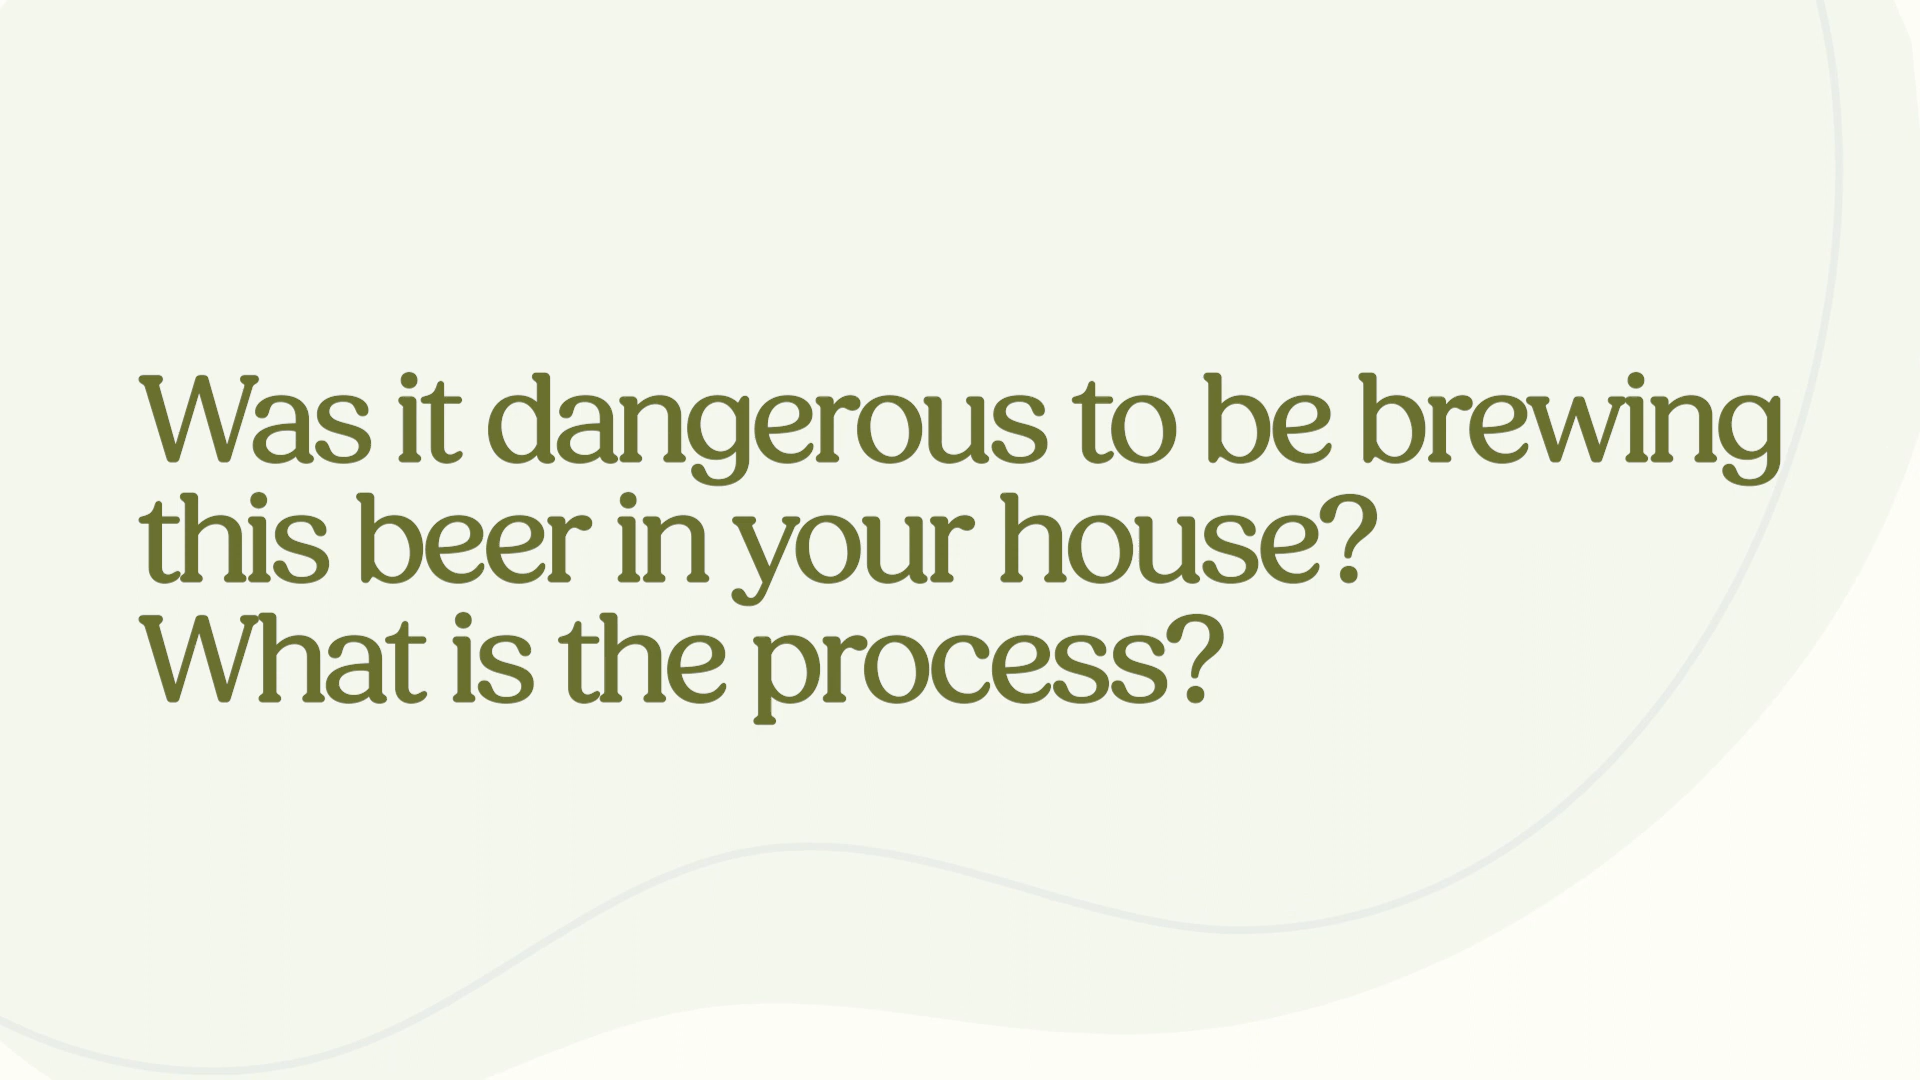 Was it dangerous to be brewing
this beer in your house?
What is the process?